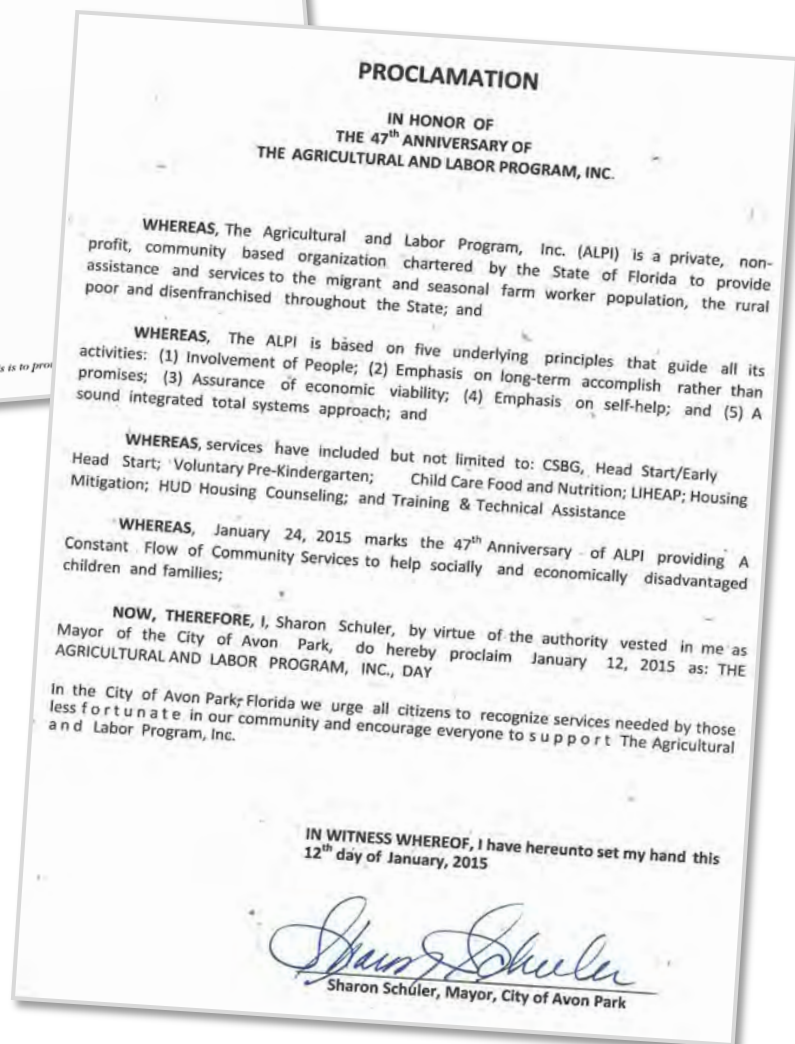 s is to pro
PROCLAMATION
IN HONOR OF
THE 47th ANNIVERSARY OF
THE AGRICULTURAL AND LABOR PROGRAM, INC.
WHEREAS, The Agricultural and Labor Program, Inc. (ALPI) is a private, non-
profit, community based organization chartered by the State of Florida to provide
assistance and services to the migrant and seasonal farm worker population, the rural
poor and disenfranchised throughout the State; and
WHEREAS, The ALPI is based on five underlying principles that guide all its
activities: (1) Involvement of People; (2) Emphasis on long-term accomplish rather than
promises; (3) Assurance of economic viability; (4) Emphasis on self-help; and (5) A
sound integrated total systems approach; and
WHEREAS, services have included but not limited to: CSBG, Head Start/Early
Head Start; Voluntary Pre-Kindergarten; Child Care Food and Nutrition; LIHEAP; Housing
Mitigation; HUD Housing Counseling; and Training & Technical Assistance
WHEREAS, January 24, 2015 marks the 47th Anniversary of ALPI providing A
Constant Flow of Community Services to help socially and economically disadvantaged
children and families;
NOW, THEREFORE, I, Sharon Schuler, by virtue of the authority vested in me as
Mayor of the City of Avon Park, do hereby proclaim January 12, 2015 as: THE
AGRICULTURAL AND LABOR PROGRAM, INC., DAY
In the City of Avon Park, Florida we urge all citizens to recognize services needed by those
less fortunate in our community and encourage everyone to support The Agricultural
and Labor Program, Inc.
IN WITNESS WHEREOF, I have hereunto set my hand this
12th day of January, 2015
Sharon Schuler
Sharon Schuler, Mayor, City of Avon Park